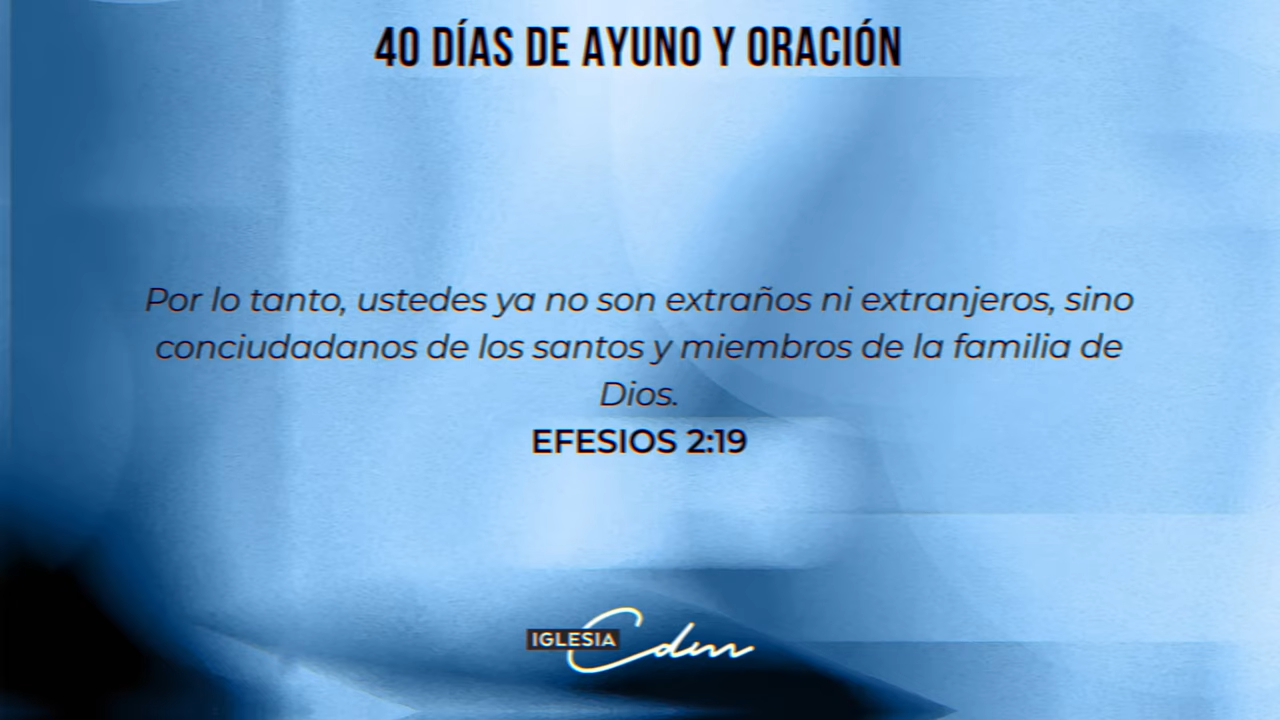 40 DÍAS DE AYUNO Y ORACIÓN
Por lo tanto, ustedes ya no son extraños ni extranjeros, sino
conciudadanos de los santos y miembros de la familia de
Dios.
EFESIOS 2:19
IGLESIA Cdm